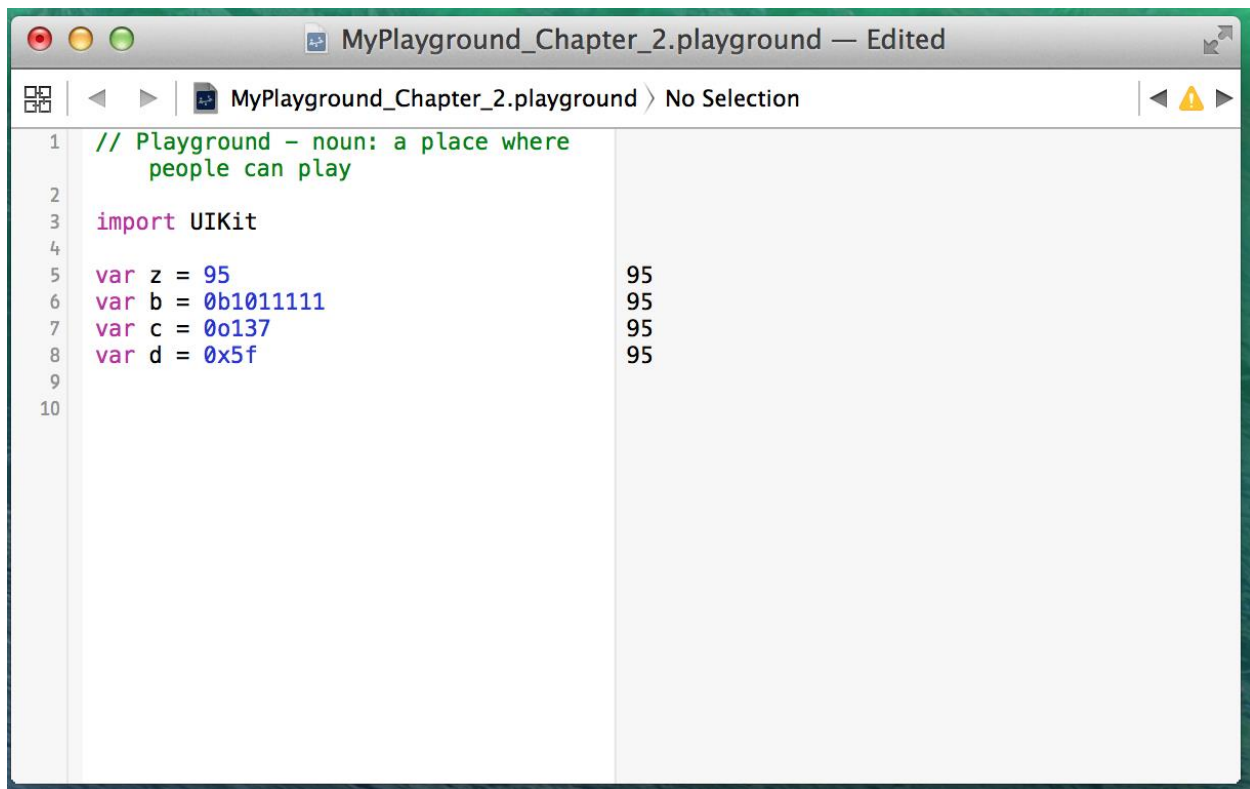 MyPlayground_Chapter_2.playground — Edited
MyPlayground_Chapter_2.playground 〉 No Selection
1 // Playground – noun: a place where
people can play
2
3 import UIKit
4
5 var z = 95 95
6 var b = 0b1011111 95
7 var c = 0o137 95
8 var d = 0x5f 95
9
10